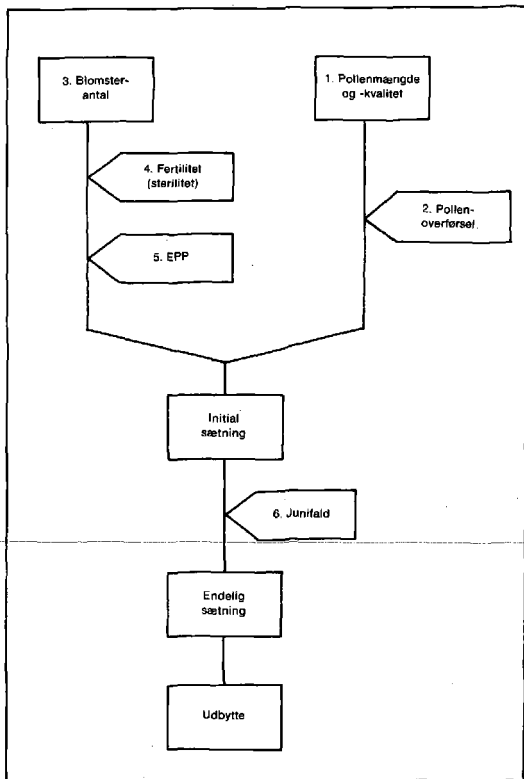 3. Blomster-
antal
1. Pollenmængde
og -kvalitet
4. Fertilitet
(sterilitet)
2. Pollen-
overførsel
5. EPP
Initial
sætning
6. Junifald
Endelig
sætning
Udbytte